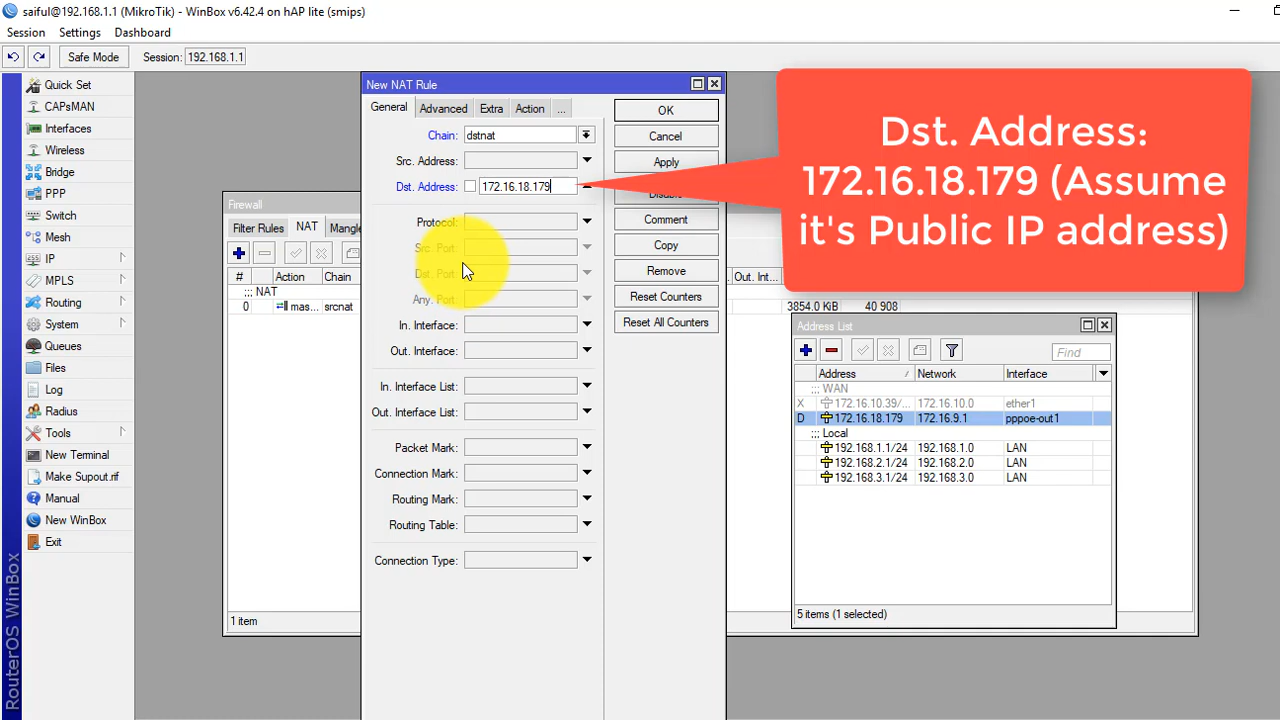 saiful@192.168.1.1 (MikroTik) - WinBox v6.42.4 on hAP lite (smips)
Session Settings Dashboard
Safe Mode Session: 192.168.1.1
Quick Set
CAPsMAN
Interfaces
Wireless
Bridge
PPP
Switch
Mesh
IP
MPLS
Routing
System
Queues
Files
Log
Radius
Tools
New Terminal
Make Supout.rif
Manual
New WinBox
Exit
RouterOS WinBox
Firewall
Filter Rules NAT Mangle
# Action Chain
;;; NAT
0 mas... srcnat
1 item
New NAT Rule
General Advanced Extra Action ...
Chain: dstnat
Src. Address:
Dst. Address: 172.16.18.179
Protocol:
Src. Port:
Dst. Port:
Any. Port:
In. Interface:
Out. Interface:
In. Interface List:
Out. Interface List:
Packet Mark:
Connection Mark:
Routing Mark:
Routing Table:
Connection Type:
OK
Cancel
Apply
Disable
Comment
Copy
Remove
Reset Counters
Reset All Counters
Dst. Address:
172.16.18.179 (Assume
it's Public IP address)
Out. Int...
3854.0 KiB 40 908
Address List
Find
Address Network Interface
;;; WAN
X 172.16.10.39/... 172.16.10.0 ether1
D 172.16.18.179 172.16.9.1 pppoe-out1
;;; Local
192.168.1.1/24 192.168.1.0 LAN
192.168.2.1/24 192.168.2.0 LAN
192.168.3.1/24 192.168.3.0 LAN
5 items (1 selected)